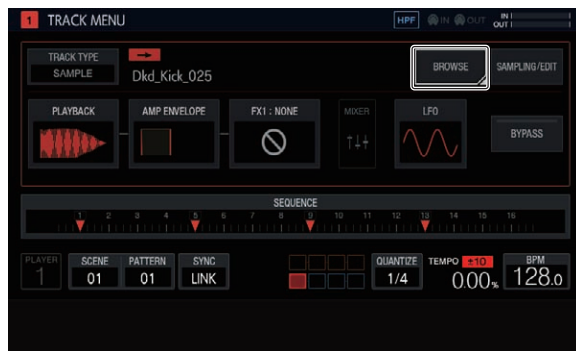 1 TRACK MENU
HPF IN OUT IN OUT
TRACK TYPE
SAMPLE
Dkd_Kick_025
BROWSE
SAMPLING/EDIT
PLAYBACK
AMP ENVELOPE
FX1 : NONE
MIXER
LFO
BYPASS
SEQUENCE
1 2 3 4 5 6 7 8 9 10 11 12 13 14 15 16
PLAYER
1
SCENE
01
PATTERN
01
SYNC
LINK
QUANTIZE
1/4
TEMPO ±10
0.00%
BPM
128.0